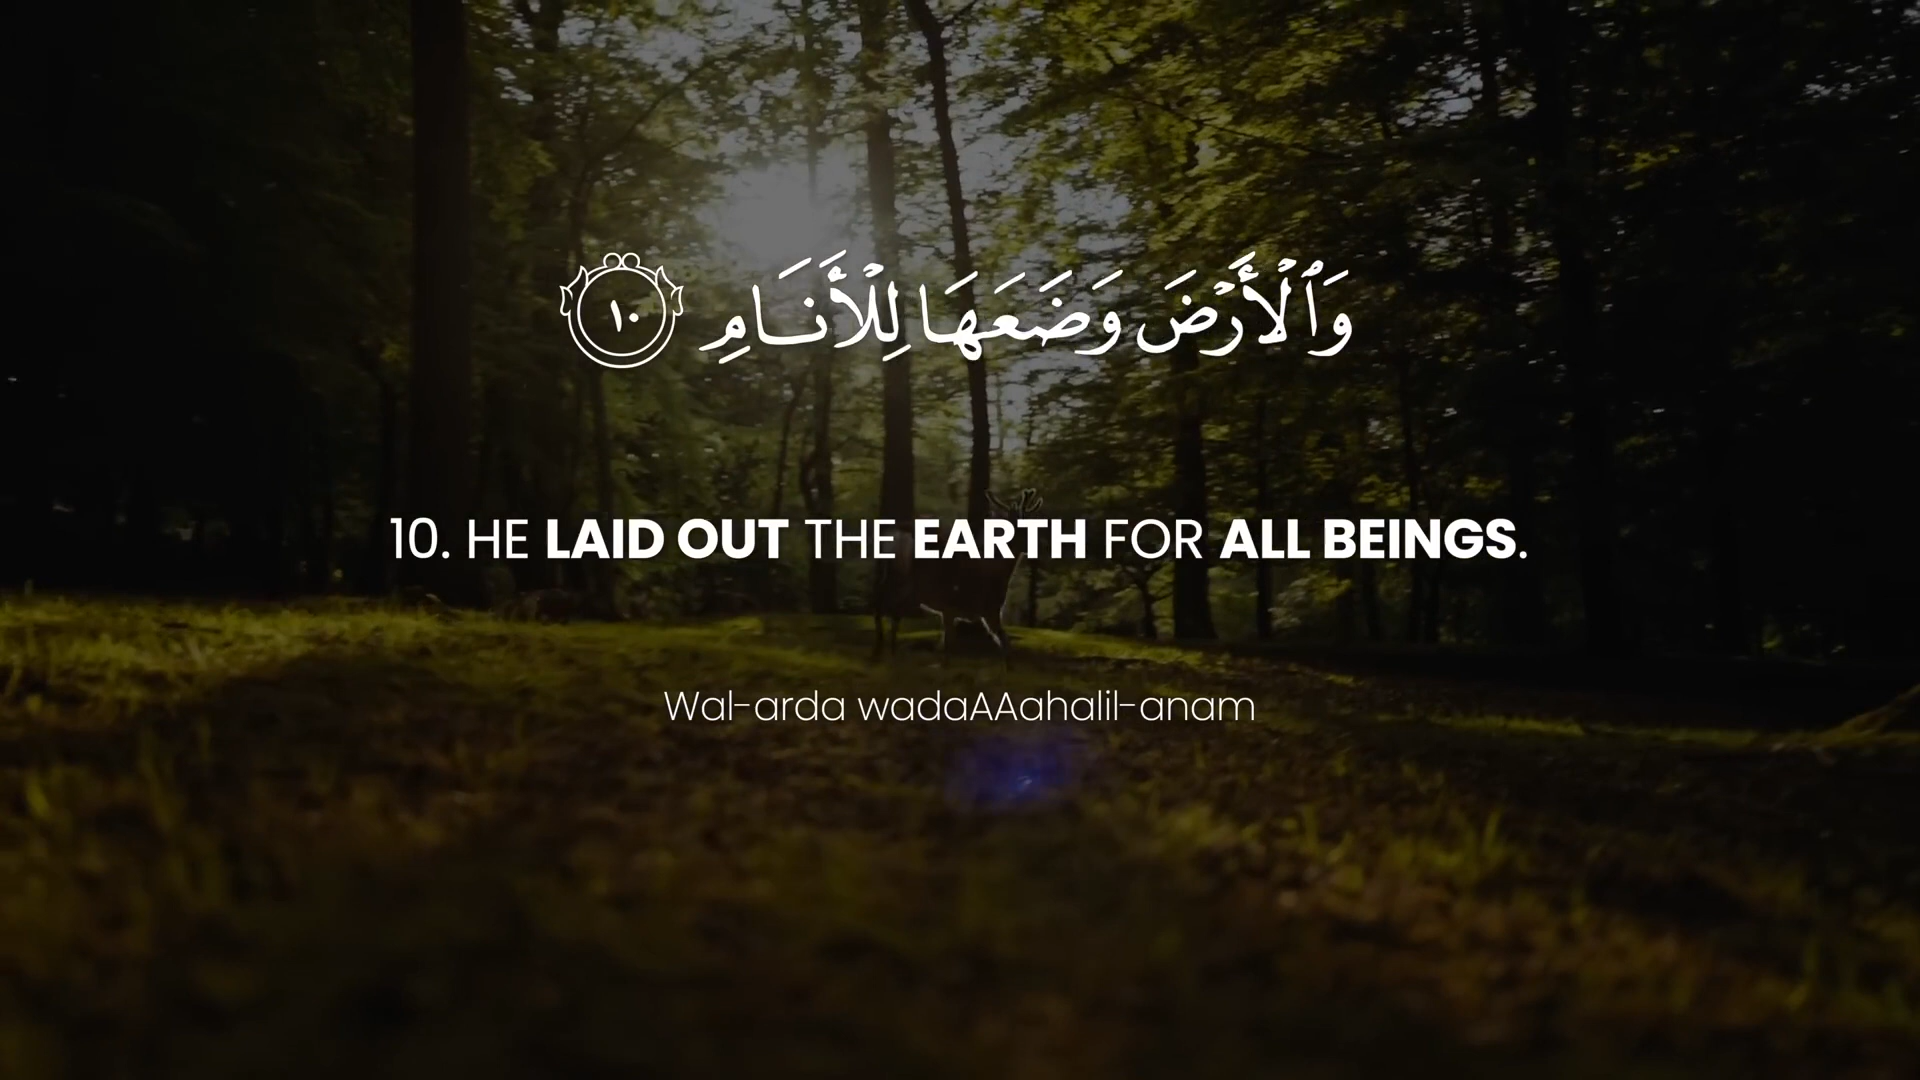 وَٱلْأَرْضَ وَضَعَهَا لِلْأَنَامِ ١٠
10. HE LAID OUT THE EARTH FOR ALL BEINGS.
Wal-arda wadaAAahalil-anam